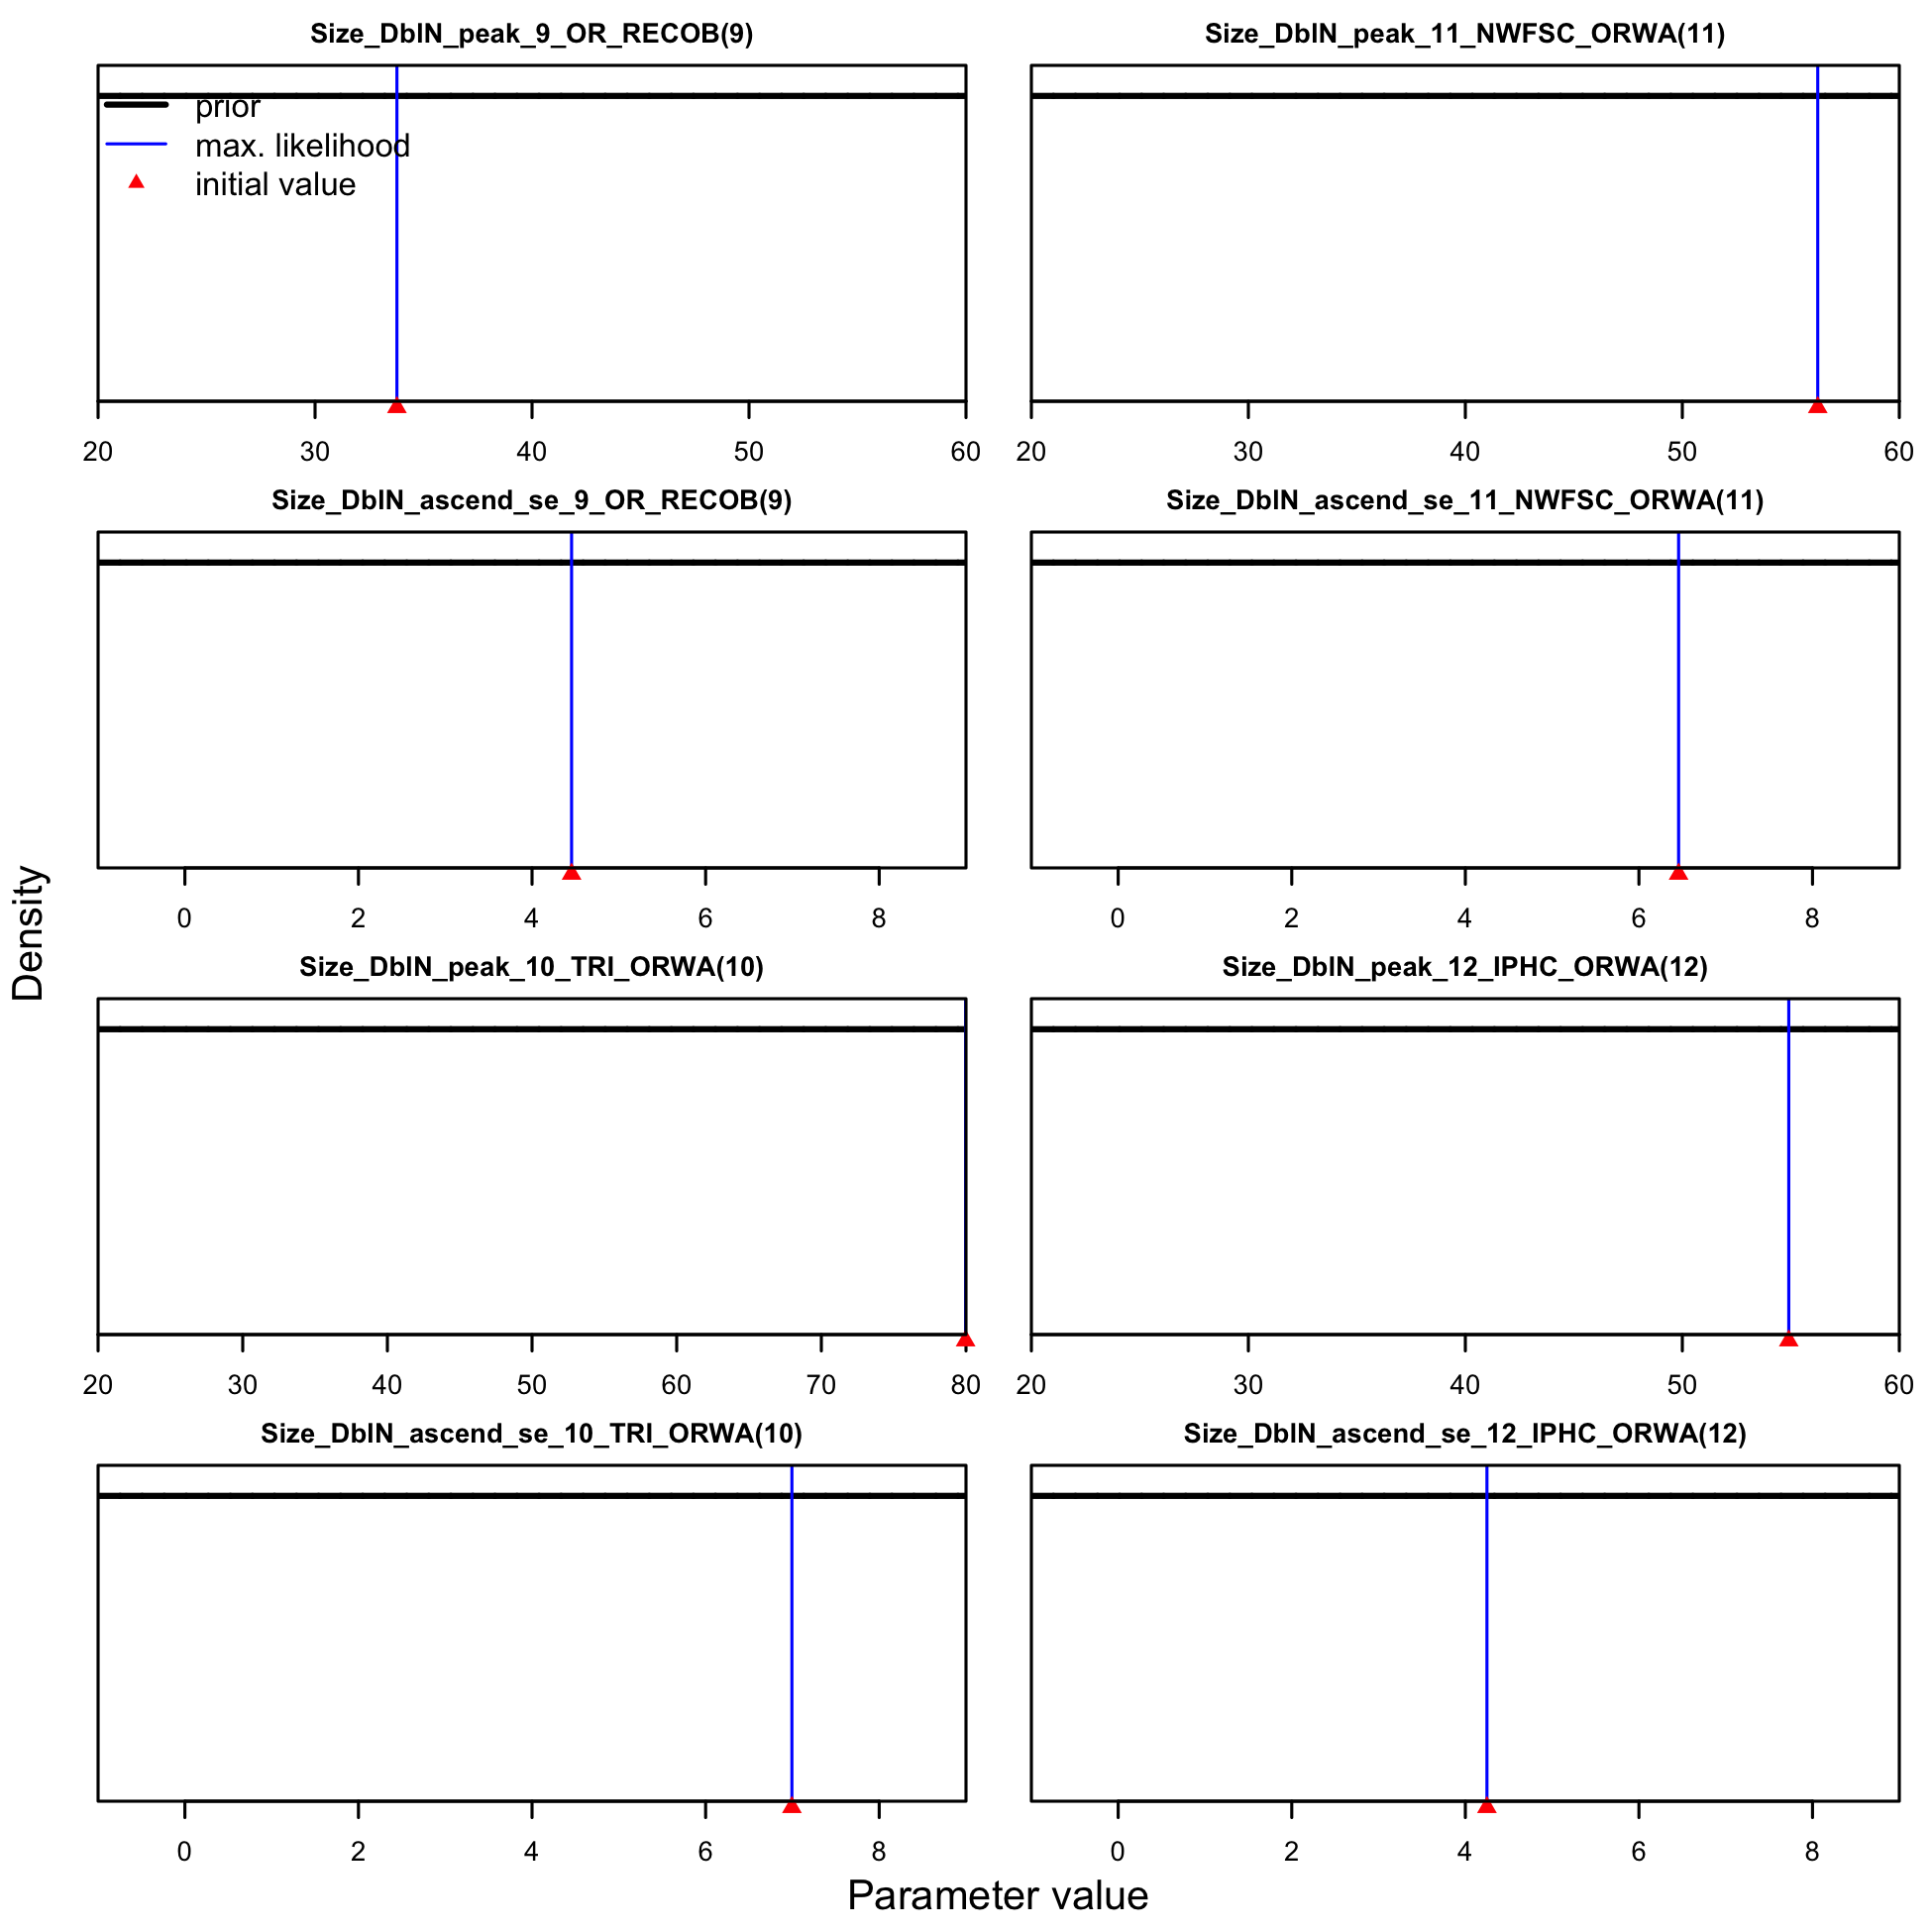 Size_DblN_peak_9_OR_RECOB(9)
prior
max. likelihood
initial value
20 30 40 50 60
Size_DblN_peak_11_NWFSC_ORWA(11)
20 30 40 50 60
Size_DblN_ascend_se_9_OR_RECOB(9)
0 2 4 6 8
Size_DblN_ascend_se_11_NWFSC_ORWA(11)
0 2 4 6 8
Size_DblN_peak_10_TRI_ORWA(10)
20 30 40 50 60 70 80
Size_DblN_peak_12_IPHC_ORWA(12)
20 30 40 50 60
Size_DblN_ascend_se_10_TRI_ORWA(10)
0 2 4 6 8
Size_DblN_ascend_se_12_IPHC_ORWA(12)
0 2 4 6 8
Density
Parameter value